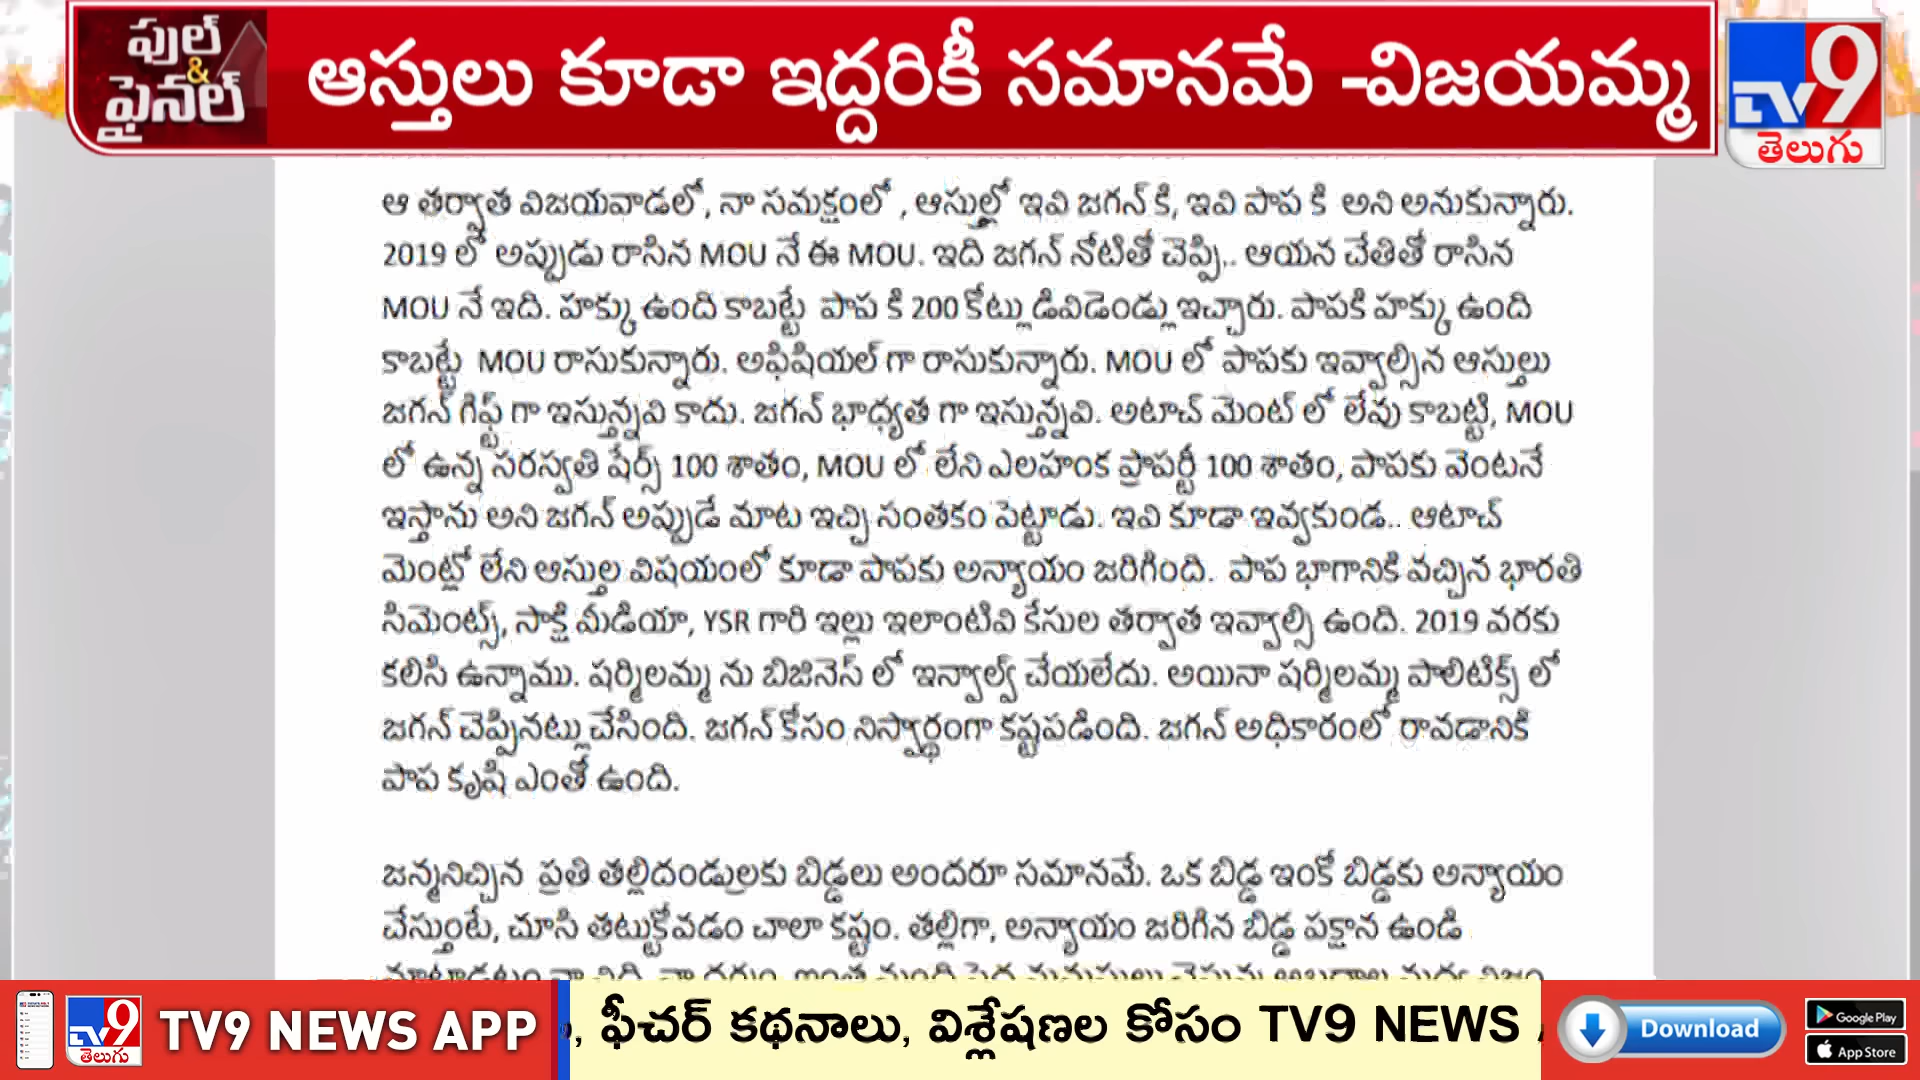 ఫుల్
&
ఫైనల్
ఆస్తులు కూడా ఇద్దరికీ సమానమే -విజయమ్మ
TV9
తెలుగు
ఆ తర్వాత విజయవాడలో, నా సమక్షంలో , ఆస్తుల్లో ఇవి జగన్ కి, ఇవి పాప కి అని అనుకున్నారు.
2019 లో అప్పుడు రాసిన MOU నే ఈ MOU. ఇది జగన్ నోటితో చెప్పి.. ఆయన చేతితో రాసిన
MOU నే ఇది. హక్కు ఉంది కాబట్టే పాప కి 200 కోట్లు డివిడెండ్లు ఇచ్చారు. పాపకి హక్కు ఉంది
కాబట్టే MOU రాసుకున్నారు. అఫిషియల్ గా రాసుకున్నారు. MOU లో పాపకు ఇవ్వాల్సిన ఆస్తులు
జగన్ గిఫ్ట్ గా ఇస్తున్నవి కాదు. జగన్ భాధ్యత గా ఇస్తున్నవి. అటాచ్ మెంట్ లో లేవు కాబట్టి, MOU
లో ఉన్న సరస్వతి షేర్స్ 100 శాతం, MOU లో లేని ఎలహంక ప్రాపర్టీ 100 శాతం, పాపకు వెంటనే
ఇస్తాను అని జగన్ అప్పుడే మాట ఇచ్చి సంతకం పెట్టాడు. ఇవి కూడా ఇవ్వకుండ.. ఆటాచ్
మెంట్లో లేని ఆస్తుల విషయంలో కూడా పాపకు అన్యాయం జరిగింది. పాప భాగానికి వచ్చిన భారతి
సిమెంట్స్, సాక్షి మీడియా, YSR గారి ఇల్లు ఇలాంటివి కేసుల తర్వాత ఇవ్వాల్సి ఉంది. 2019 వరకు
కలిసి ఉన్నాము. షర్మిలమ్మ ను బిజినెస్ లో ఇన్వాల్వ్ చేయలేదు. అయినా షర్మిలమ్మ పాలిటిక్స్ లో
జగన్ చెప్పినట్లు చేసింది. జగన్ కోసం నిస్వార్థంగా కష్టపడింది. జగన్ అధికారంలో రావడానికి
పాప కృషి ఎంతో ఉంది.
జన్మనిచ్చిన ప్రతి తల్లిదండ్రులకు బిడ్డలు అందరూ సమానమే. ఒక బిడ్డ ఇంకో బిడ్డకు అన్యాయం
చేస్తుంటే, చూసి తట్టుకోవడం చాలా కష్టం. తల్లిగా, అన్యాయం జరిగిన బిడ్డ పక్షాన ఉండి
TV9
తెలుగు
TV9 NEWS APP
, ఫీచర్ కథనాలు, విశ్లేషణల కోసం TV9 NEWS
Download
Google Play
App Store